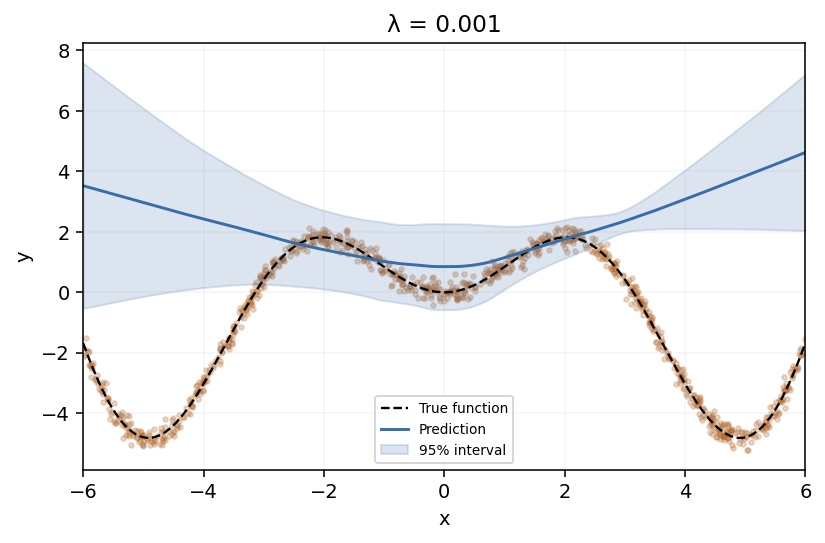 λ = 0.001
y
8
6
4
2
0
−2
−4
True function
Prediction
95% interval
−6 −4 −2 0 2 4 6
x